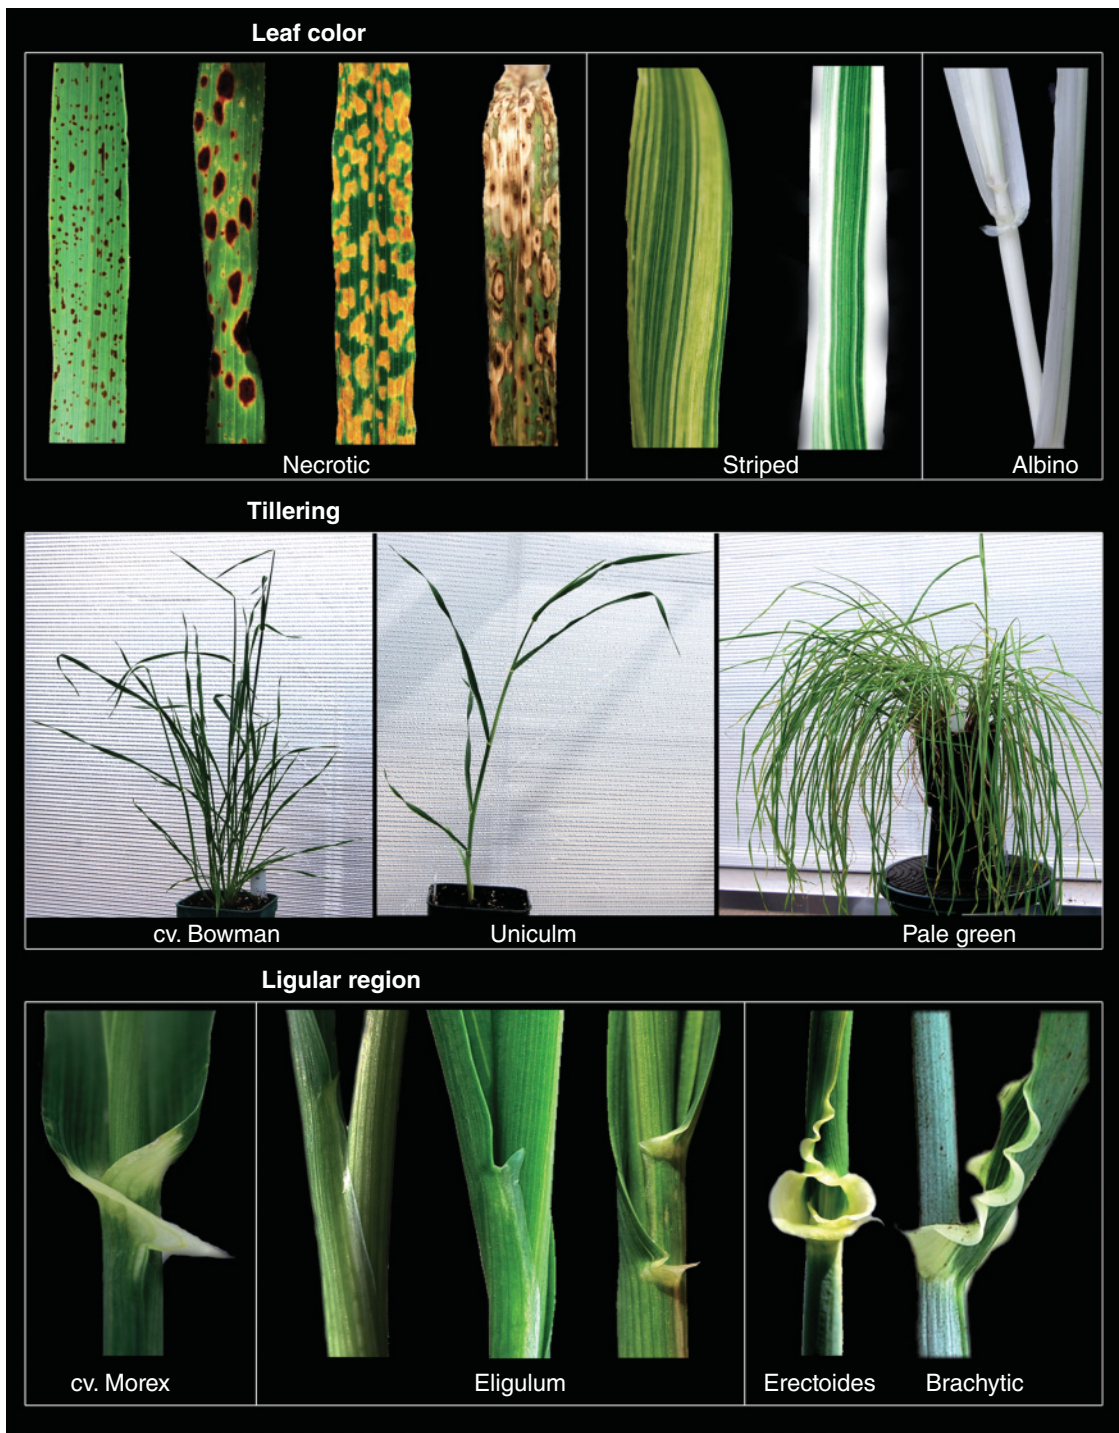 Leaf color
Necrotic
Striped
Albino
Tillering
cv. Bowman
Uniculm
Pale green
Ligular region
cv. Morex
Eligulum
Erectoides
Brachytic